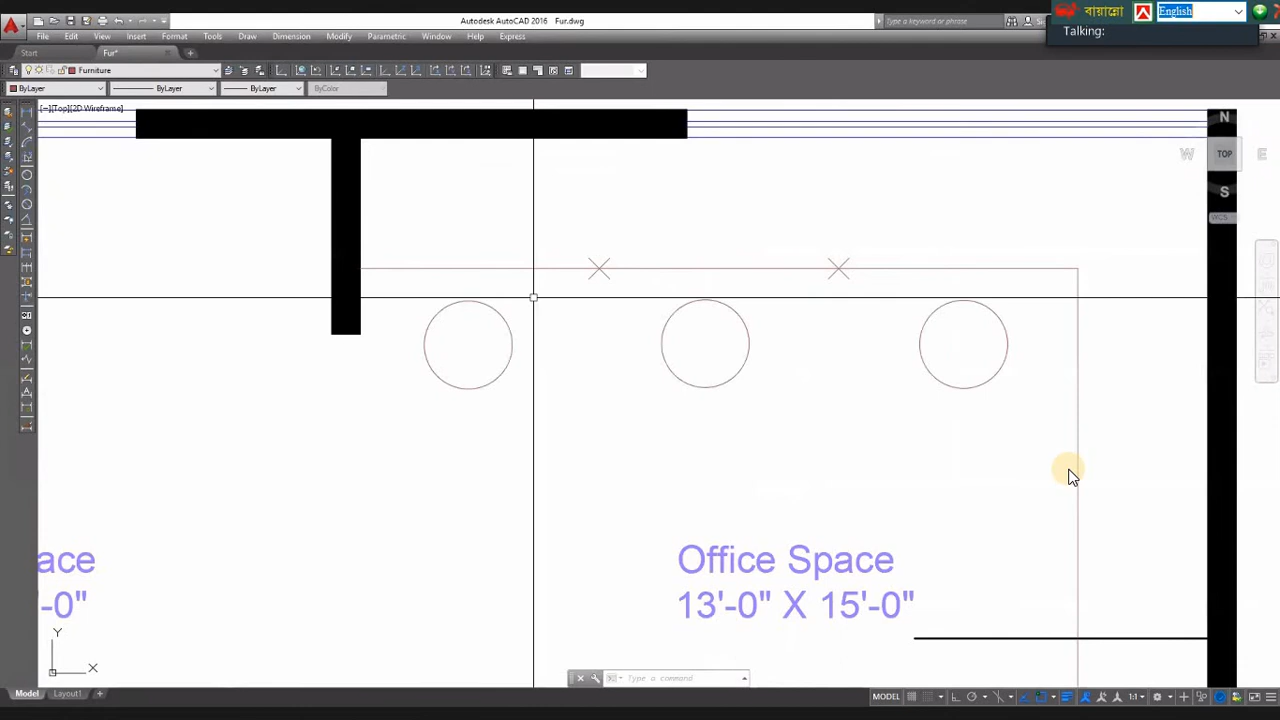 Autodesk AutoCAD 2016 Fur.dwg
Type a keyword or phrase
বায়ান্নো
English
Talking:
File Edit View Insert Format Tools Draw Dimension Modify Parametric Window Help Express
Start Fur*
Furniture
ByLayer ByLayer ByLayer ByColor
[−][Top][2D Wireframe]
N
W TOP E
S
WCS
ace Office Space
-0" 13'-0" X 15'-0"
Y
X
Type a command
Model Layout1
MODEL 1:1